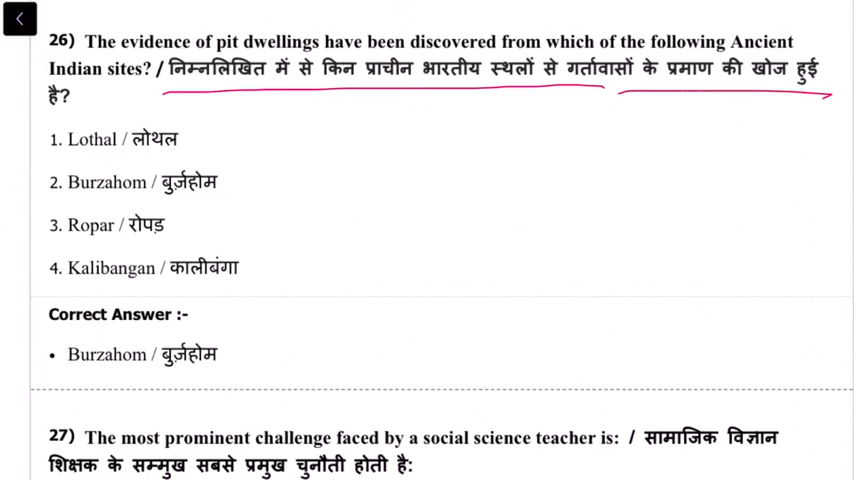 26) The evidence of pit dwellings have been discovered from which of the following Ancient
Indian sites? / निम्नलिखित में से किन प्राचीन भारतीय स्थलों से गर्तावासों के प्रमाण की खोज हुई
है?
1. Lothal / लोथल
2. Burzahom / बुर्ज़होम
3. Ropar / रोपड़
4. Kalibangan / कालीबंगा
Correct Answer :-
• Burzahom / बुर्ज़होम
27) The most prominent challenge faced by a social science teacher is: / सामाजिक विज्ञान
शिक्षक के सम्मुख सबसे प्रमुख चुनौती होती है: